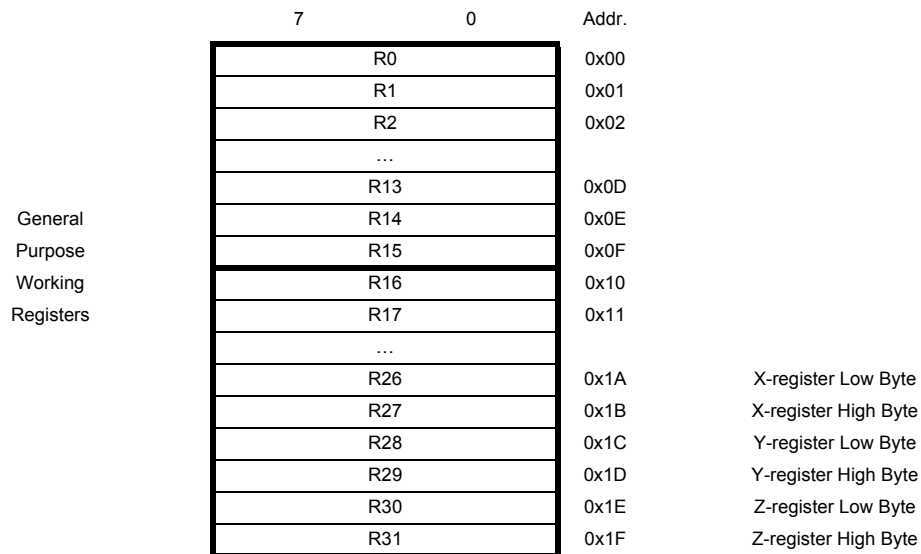 7 0 Addr.
R0 0x00
R1 0x01
R2 0x02
…
R13 0x0D
General R14 0x0E
Purpose R15 0x0F
Working R16 0x10
Registers R17 0x11
…
R26 0x1A X-register Low Byte
R27 0x1B X-register High Byte
R28 0x1C Y-register Low Byte
R29 0x1D Y-register High Byte
R30 0x1E Z-register Low Byte
R31 0x1F Z-register High Byte